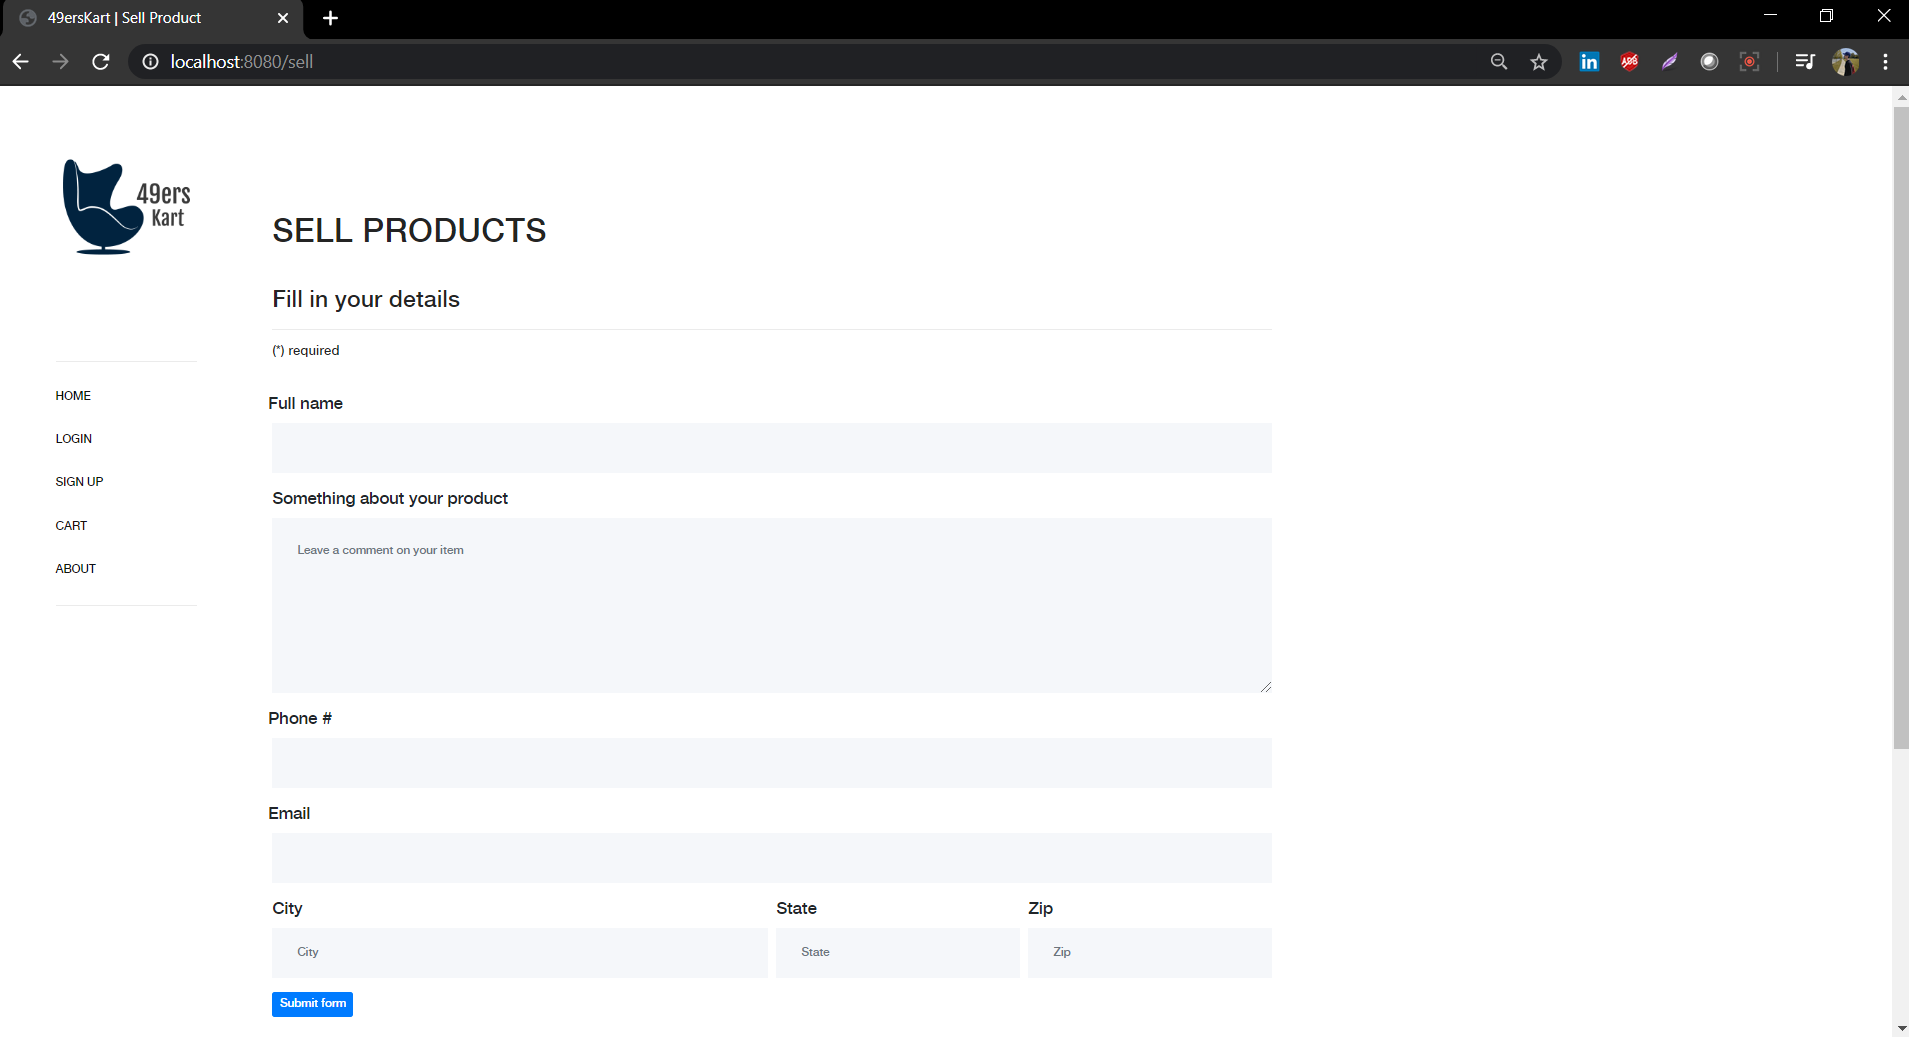 49ersKart | Sell Product
localhost:8080/sell
in
ABB
49ers
Kart
HOME
LOGIN
SIGN UP
CART
ABOUT
SELL PRODUCTS
Fill in your details
(*) required
Full name
Something about your product
Leave a comment on your item
Phone #
Email
City State Zip
City State Zip
Submit form